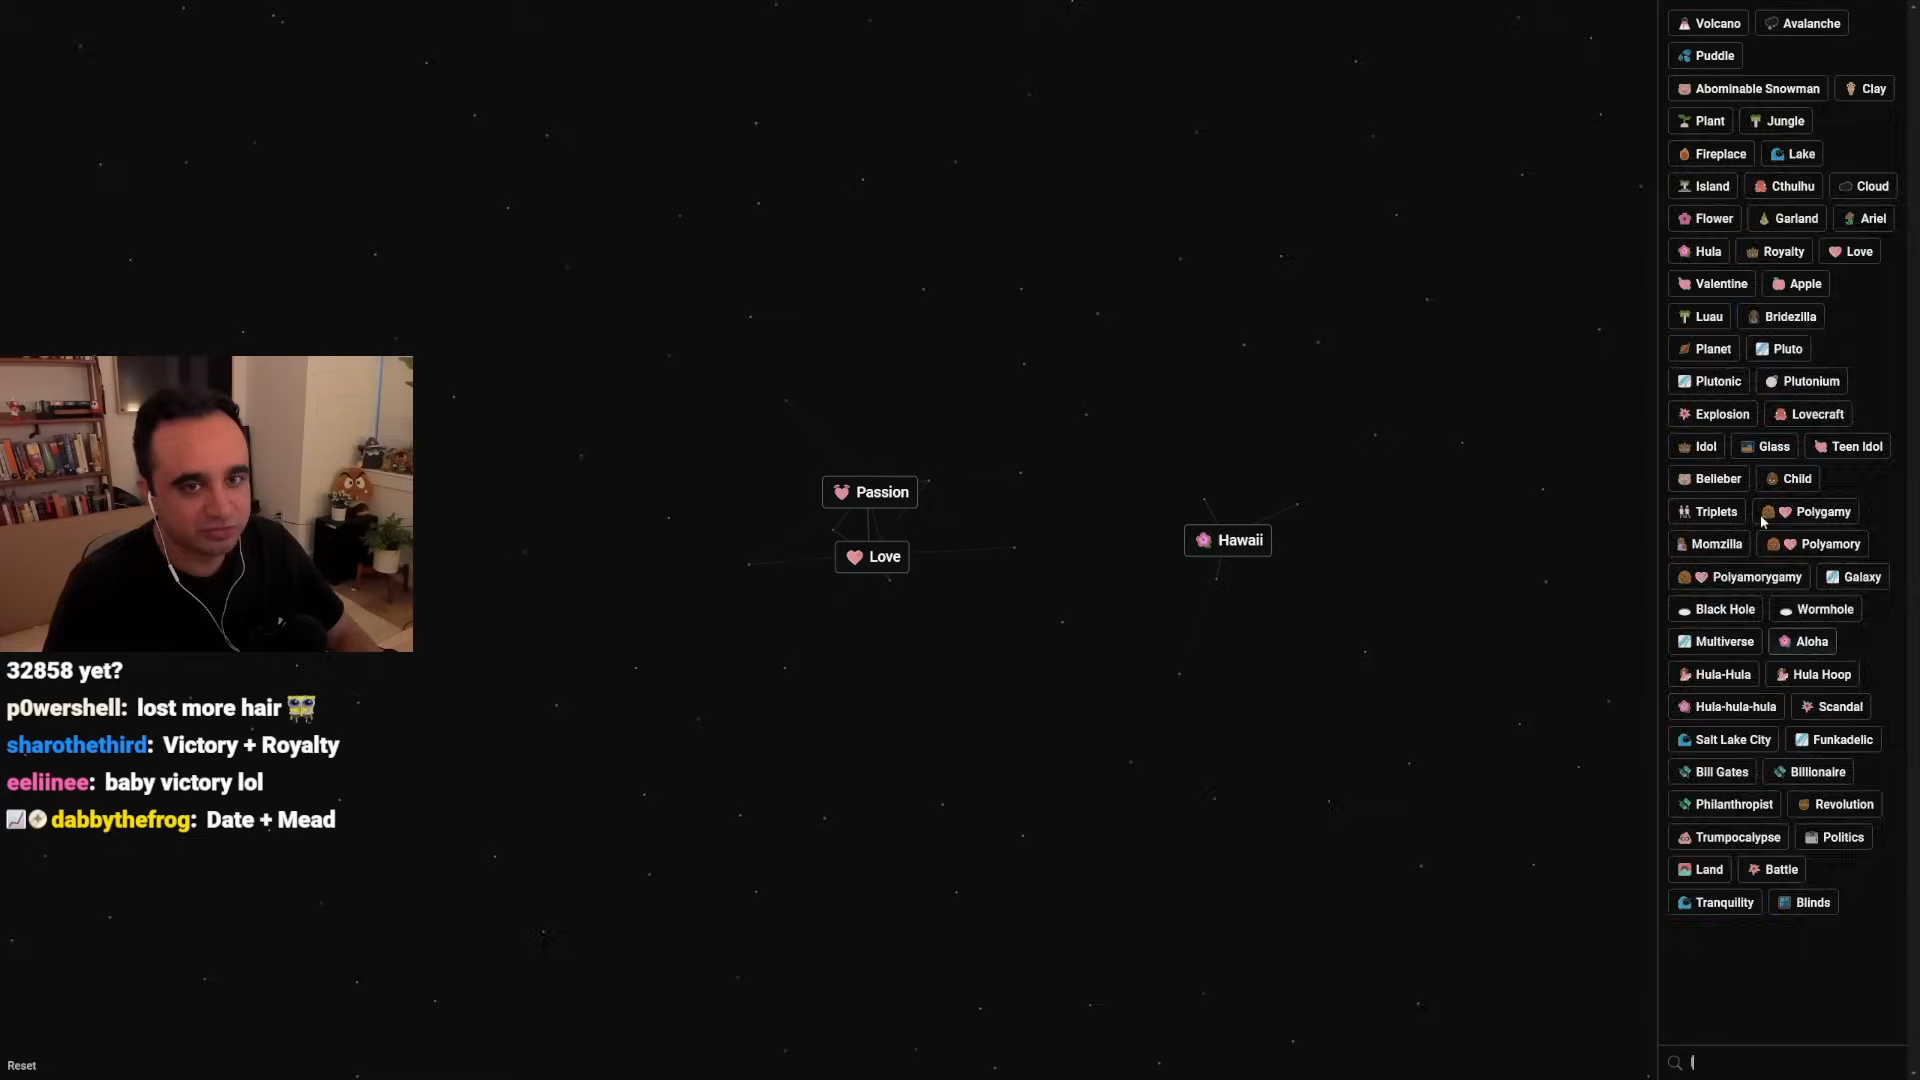 Volcano Avalanche
Puddle
Abominable Snowman Clay
Plant Jungle
Fireplace Lake
Island Cthulhu Cloud
Flower Garland Ariel
Hula Royalty Love
Valentine Apple
Luau Bridezilla
Planet Pluto
Plutonic Plutonium
Explosion Lovecraft
Idol Glass Teen Idol
Belieber Child
Triplets Polygamy
Momzilla Polyamory
Polyamorygamy Galaxy
Black Hole Wormhole
Multiverse Aloha
Hula-Hula Hula Hoop
Hula-hula-hula Scandal
Salt Lake City Funkadelic
Bill Gates Billionaire
Philanthropist Revolution
Trumpocalypse Politics
Land Battle
Tranquility Blinds
Passion
Love
Hawaii
32858 yet?
p0wershell: lost more hair
sharothethird: Victory + Royalty
eeliinee: baby victory lol
dabbythefrog: Date + Mead
Reset